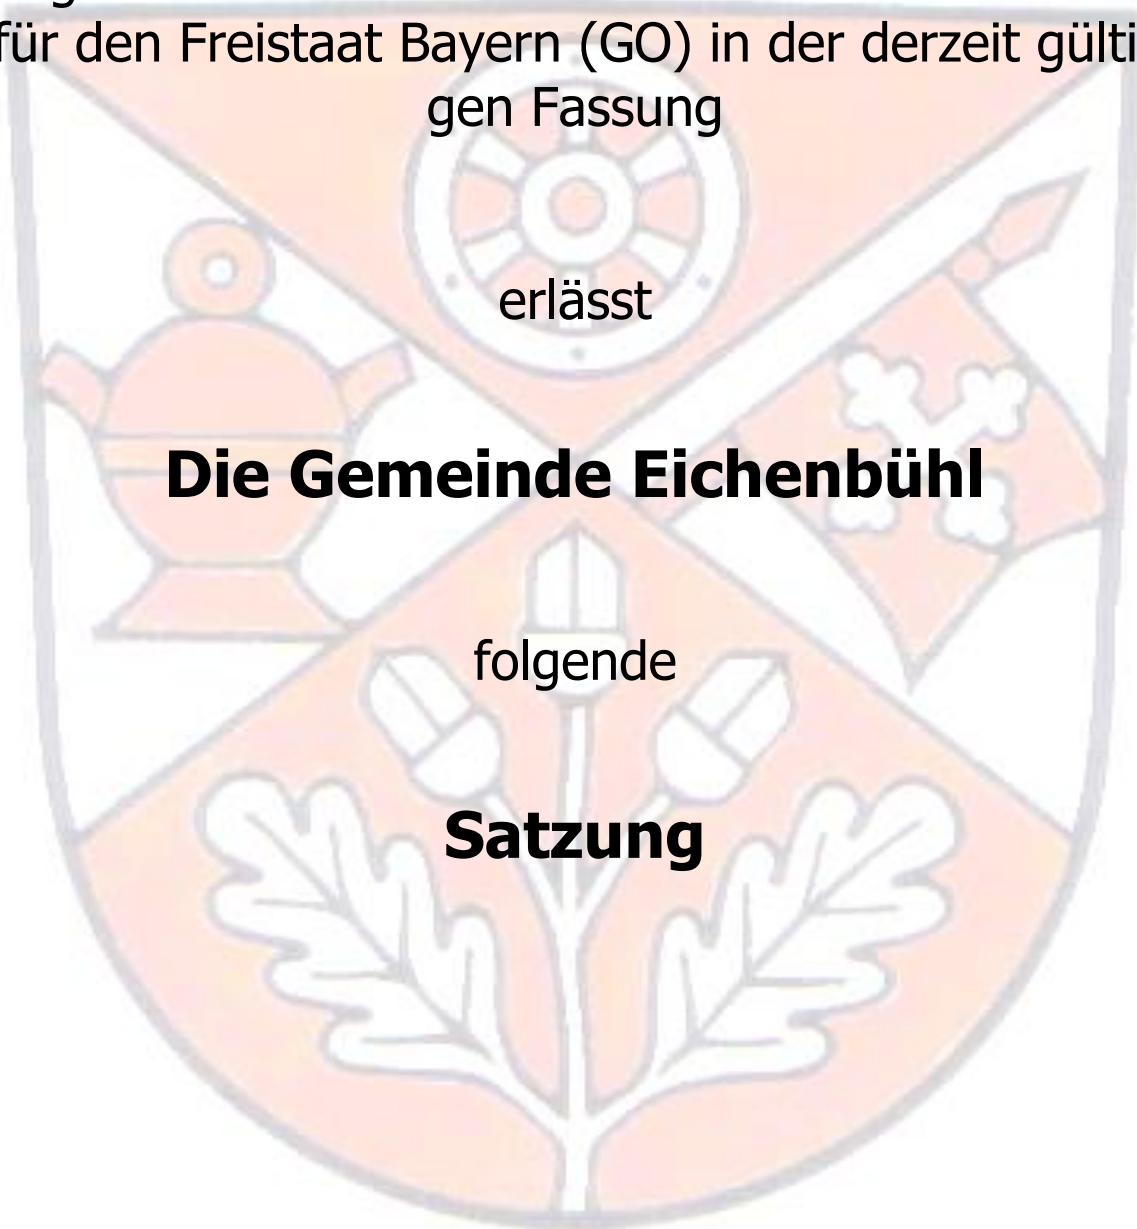 für den Freistaat Bayern (GO) in der derzeit gülti
gen Fassung
erlässt
Die Gemeinde Eichenbühl
folgende
Satzung